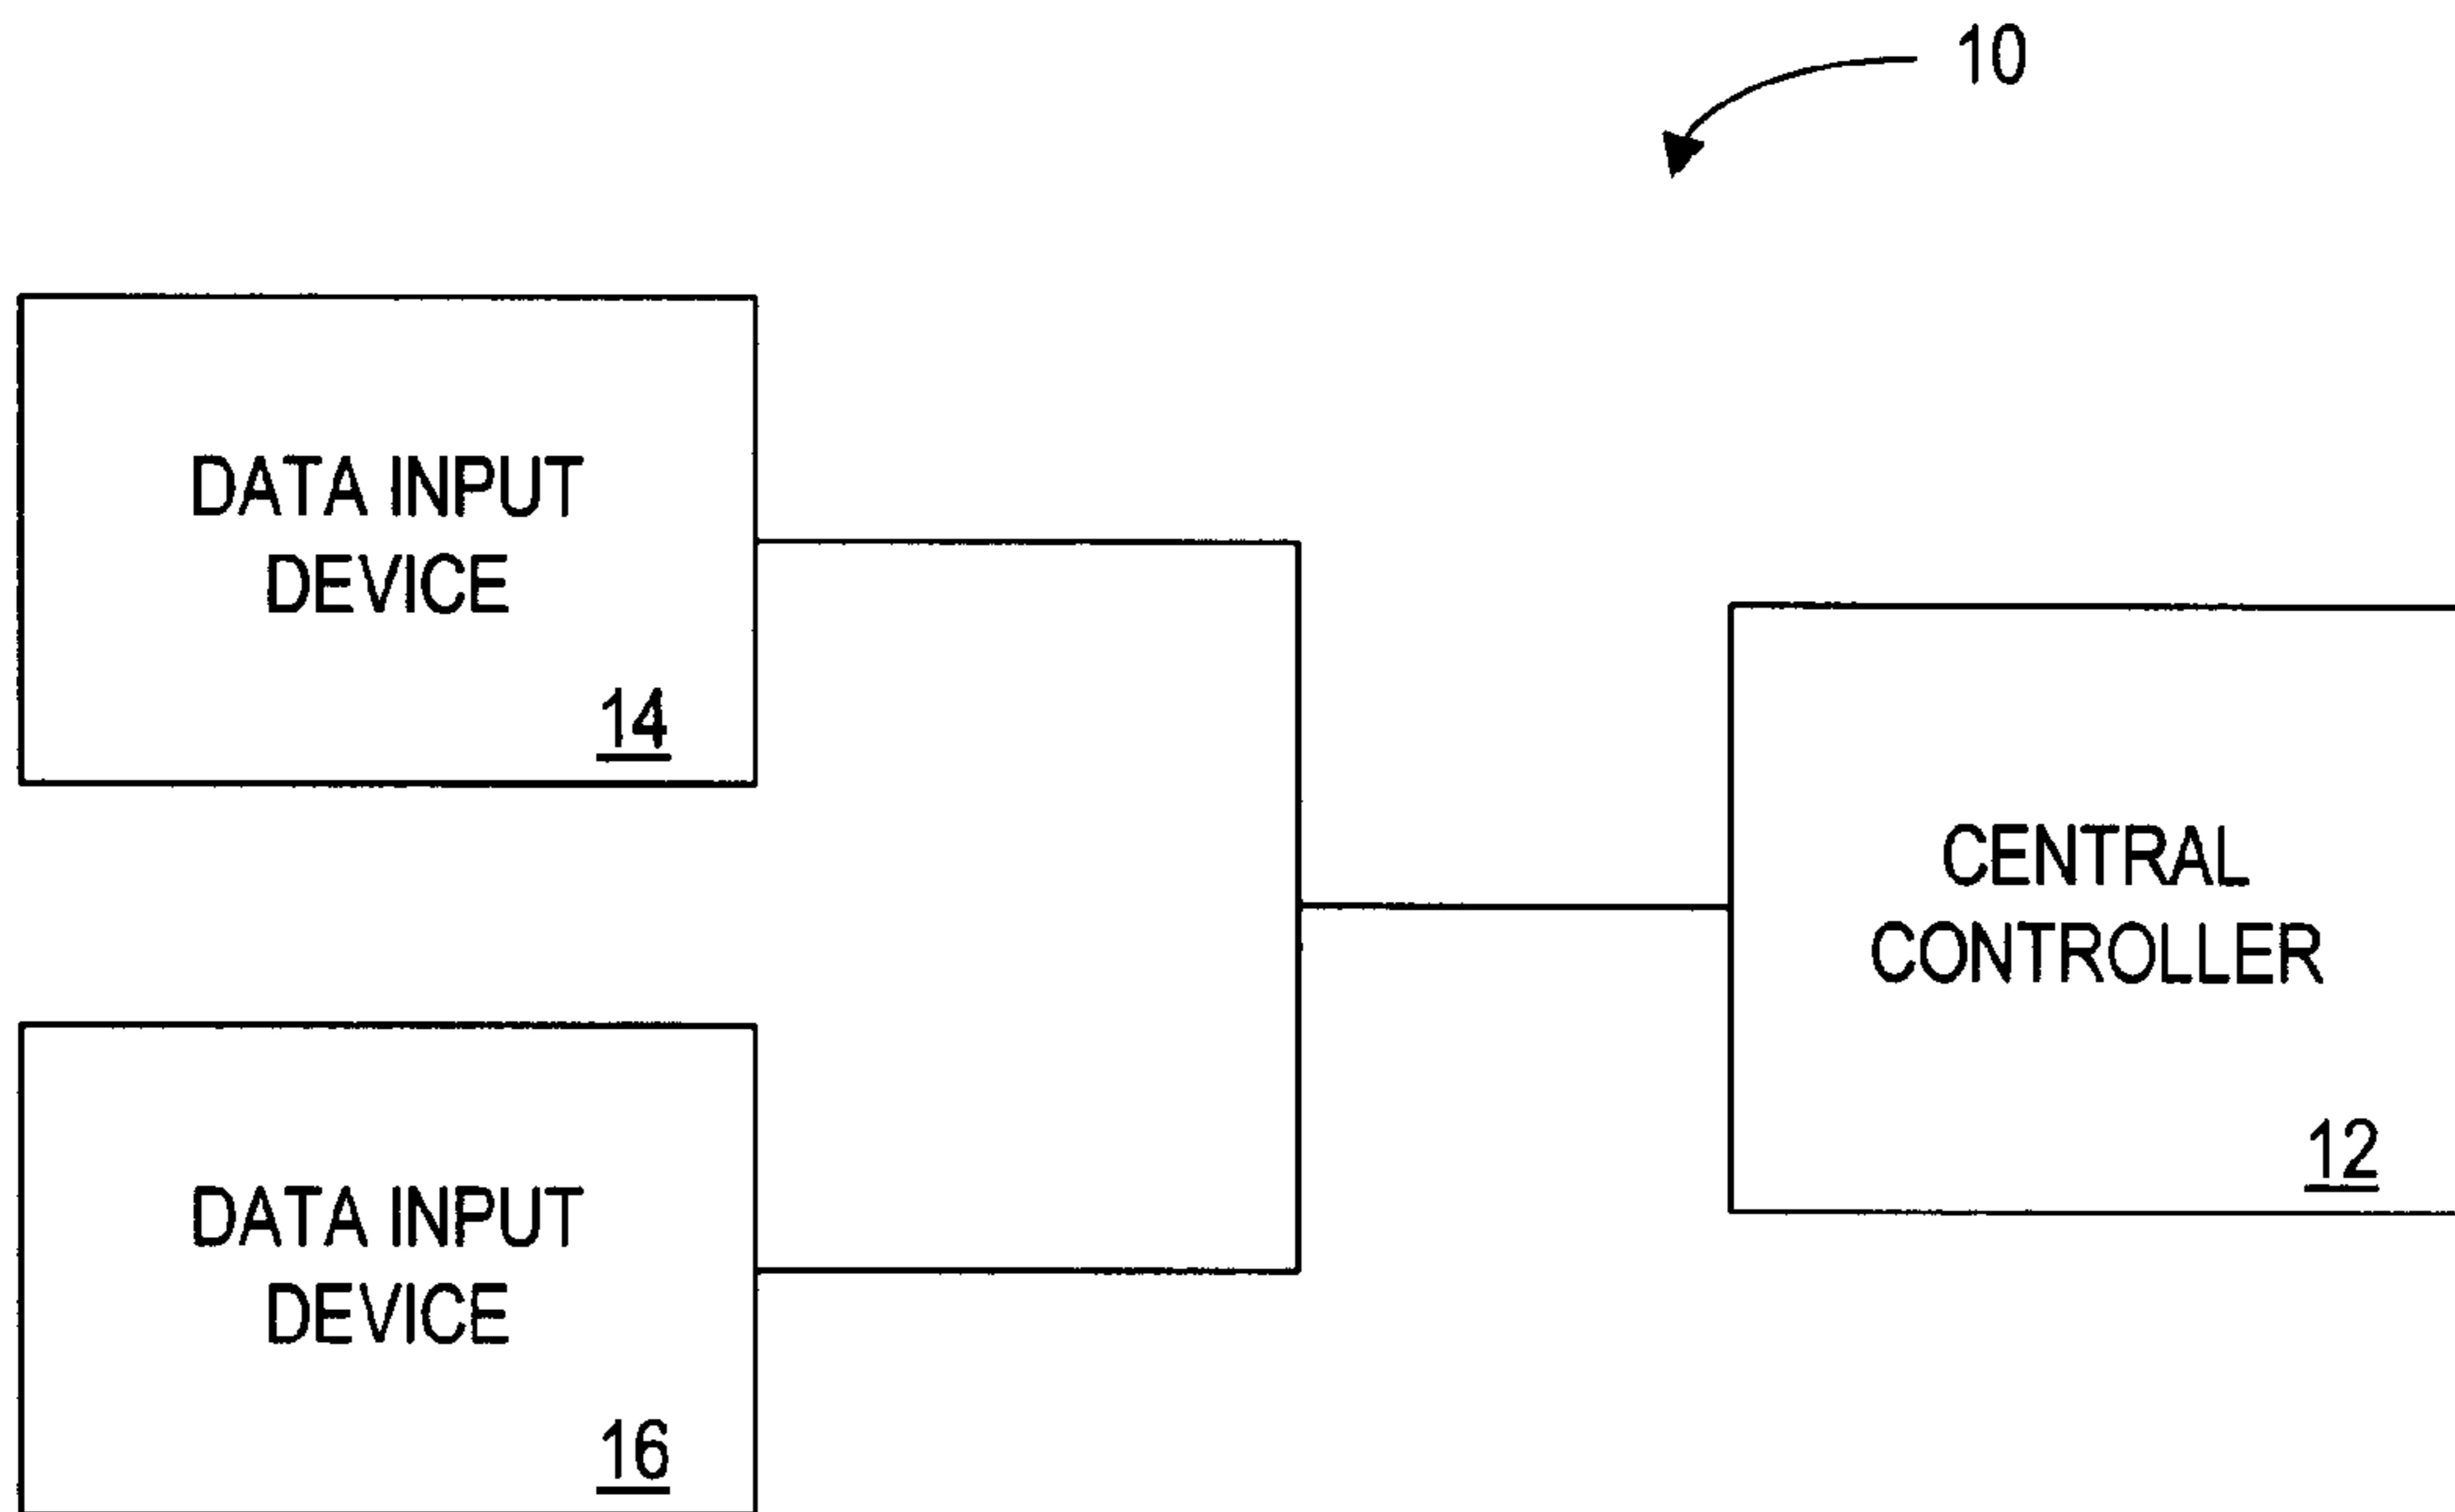 10
DATA INPUT
DEVICE
14
CENTRAL
CONTROLLER
12
DATA INPUT
DEVICE
16